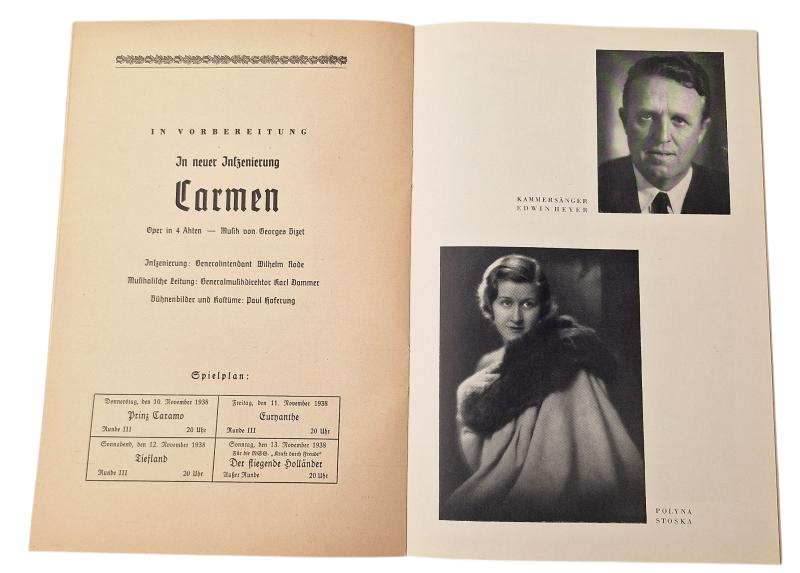 IN VORBEREITUNG
In neuer Inszenierung
Carmen
Oper in 4 Akten — Musik von Georges Bizet
Inszenierung: Generalintendant Wilhelm Rode
Musikalische Leitung: Generalmusikdirektor Karl Dammer
Bühnenbilder und Kostüme: Paul Haferung
Spielplan:
Donnerstag, den 10. November 1938
Prinz Caramo
Runde III 20 Uhr
Freitag, den 11. November 1938
Euryanthe
Runde III 20 Uhr
Sonnabend, den 12. November 1938
Tiefland
Runde III 20 Uhr
Sonntag, den 13. November 1938
Für die NSG. „Kraft durch Freude“
Der fliegende Holländer
Außer Runde 20 Uhr
KAMMERSÄNGER
EDWIN HEYER
POLYNA
STOSKA